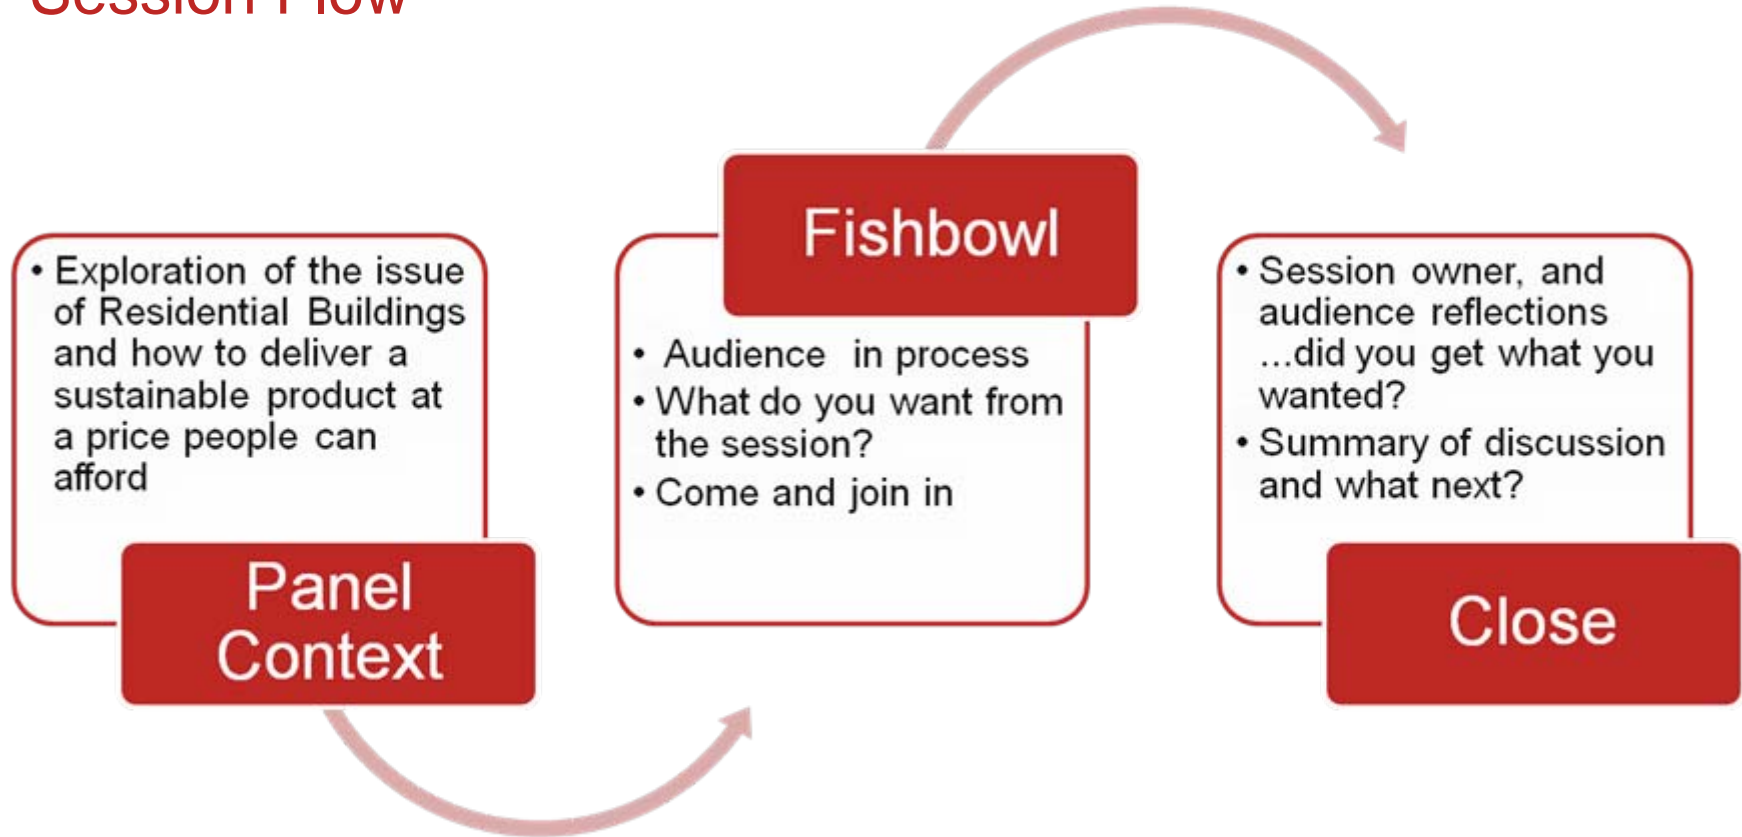 Session Flow
• Exploration of the issue
of Residential Buildings
and how to deliver a
sustainable product at
a price people can
afford
Panel
Context
Fishbowl
• Audience in process
• What do you want from
the session?
• Come and join in
• Session owner, and
audience reflections
...did you get what you
wanted?
• Summary of discussion
and what next?
Close